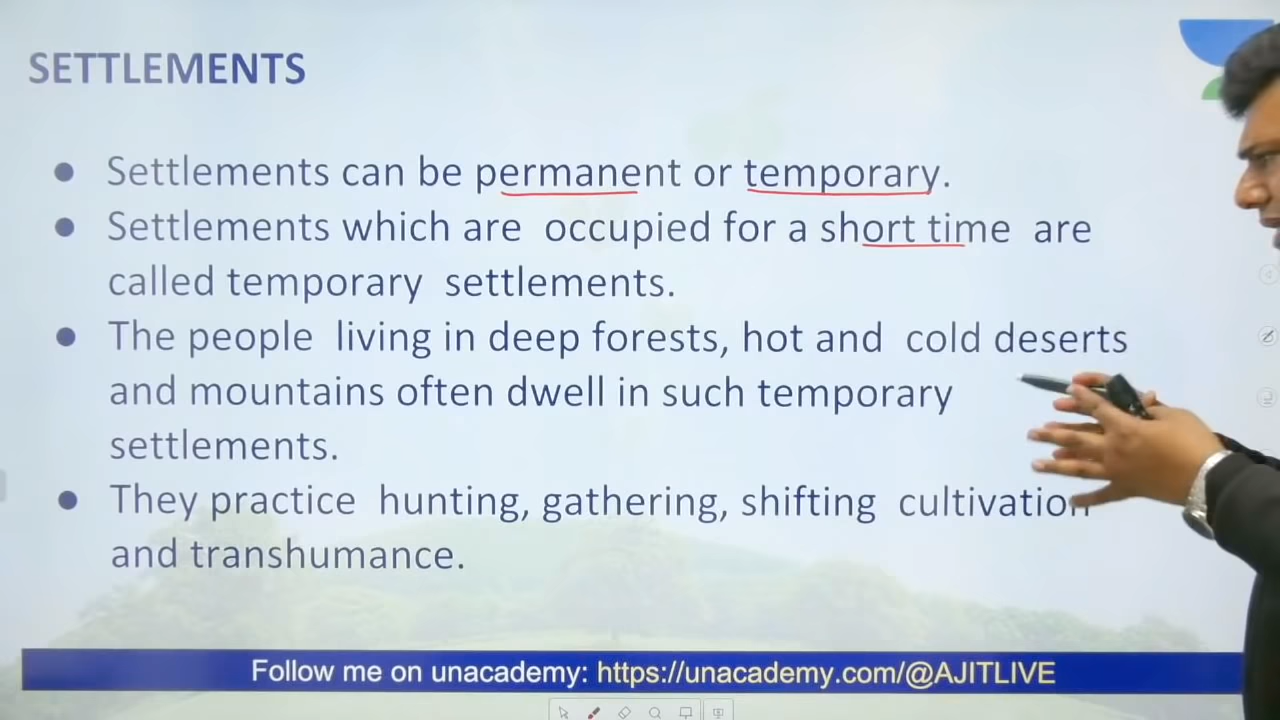 SETTLEMENTS
● Settlements can be permanent or temporary.
● Settlements which are occupied for a short time are
called temporary settlements.
● The people living in deep forests, hot and cold deserts
and mountains often dwell in such temporary
settlements.
● They practice hunting, gathering, shifting cultivation
and transhumance.
Follow me on unacademy: https://unacademy.com/@AJITLIVE